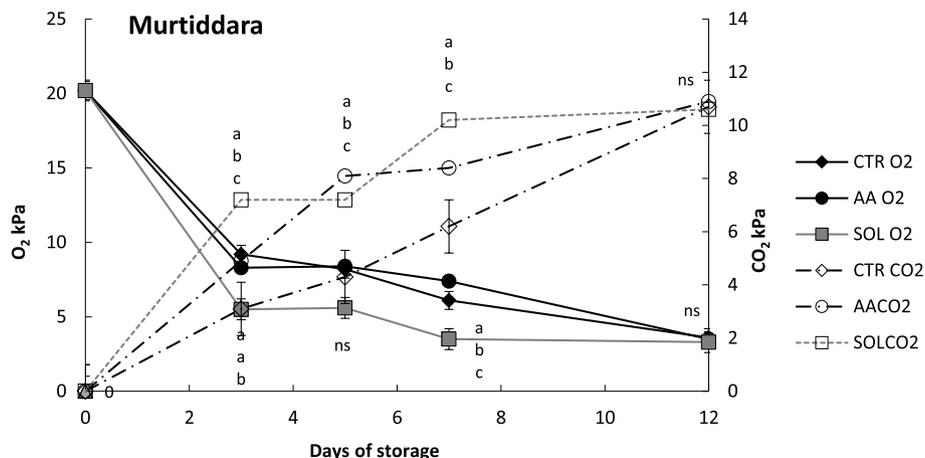 Murtiddara
25
20
15
10
5
0
O2 kPa
14
12
10
8
6
4
2
0
CO2 kPa
0
2
4
6
8
10
12
Days of storage
a
b
c
a
b
c
a
b
c
ns
a
a
b
ns
a
b
c
ns
0
CTR O2
AA O2
SOL O2
CTR CO2
AACO2
SOLCO2